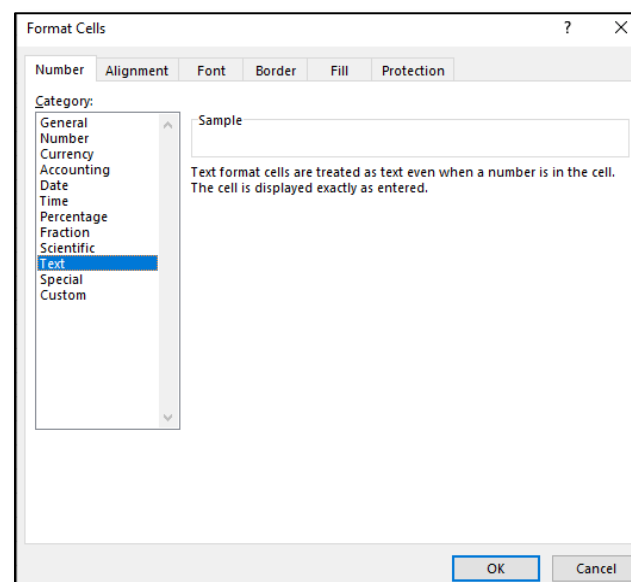 Format Cells ? X
Number Alignment Font Border Fill Protection
Category:
General
Number
Currency
Accounting
Date
Time
Percentage
Fraction
Scientific
Text
Special
Custom
Sample
Text format cells are treated as text even when a number is in the cell.
The cell is displayed exactly as entered.
OK Cancel